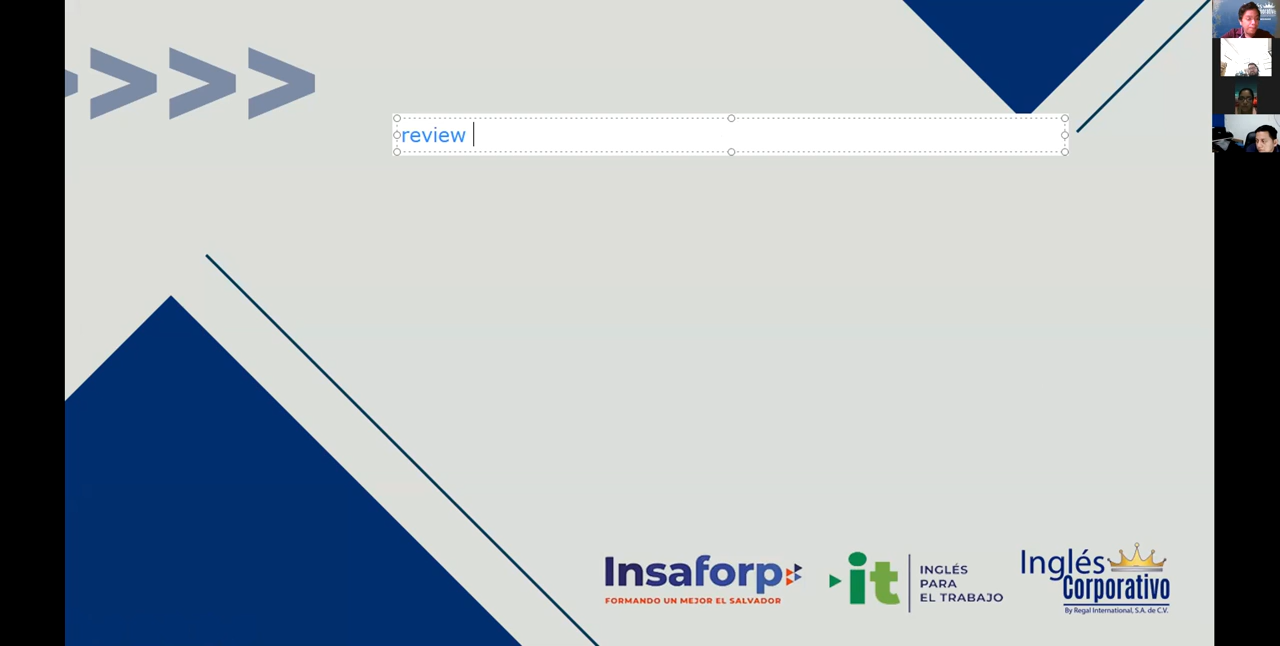 >>>
review
Insaforp
FORMANDO UN MEJOR EL SALVADOR
it
INGLÉS
PARA
EL TRABAJO
Inglés
Corporativo
By Regal International, S.A. de C.V.